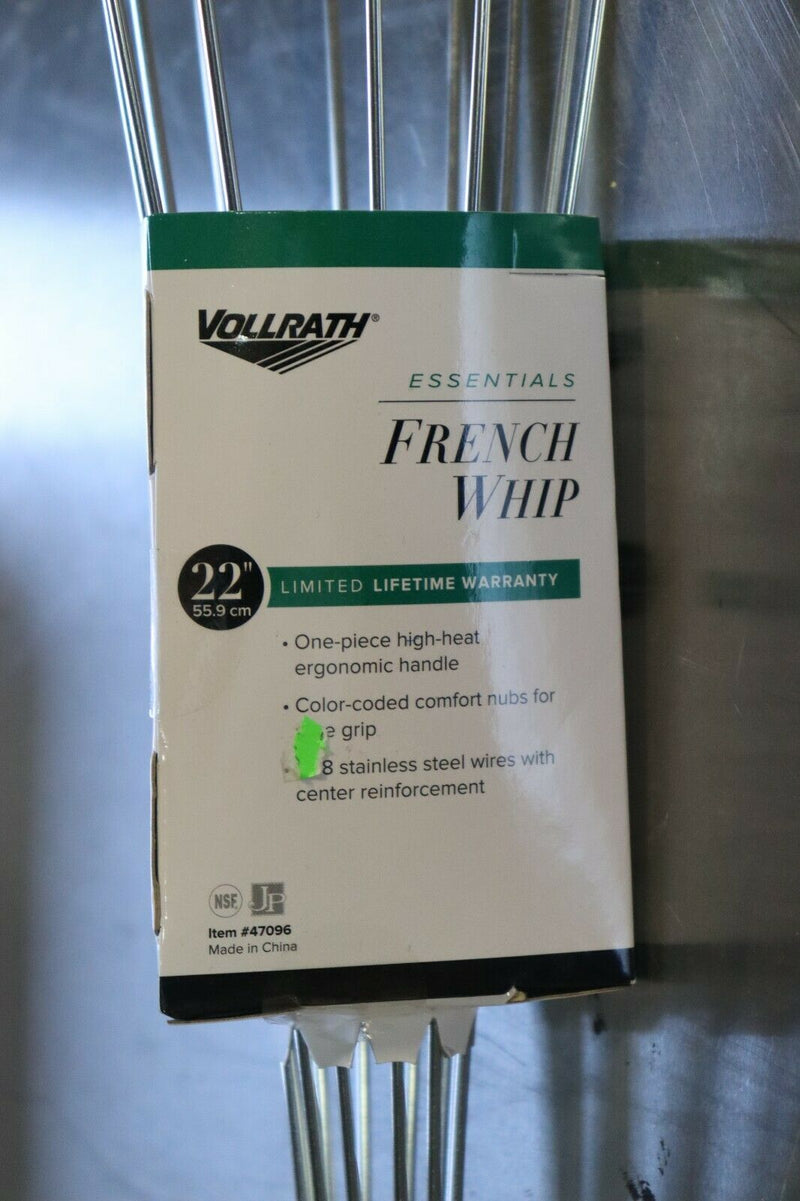 VOLLRATH®
ESSENTIALS
FRENCH
WHIP
22"
55.9 cm
LIMITED LIFETIME WARRANTY
• One-piece high-heat
ergonomic handle
• Color-coded comfort nubs for
grip
8 stainless steel wires with
center reinforcement
NSF
JP
Item #47096
Made in China